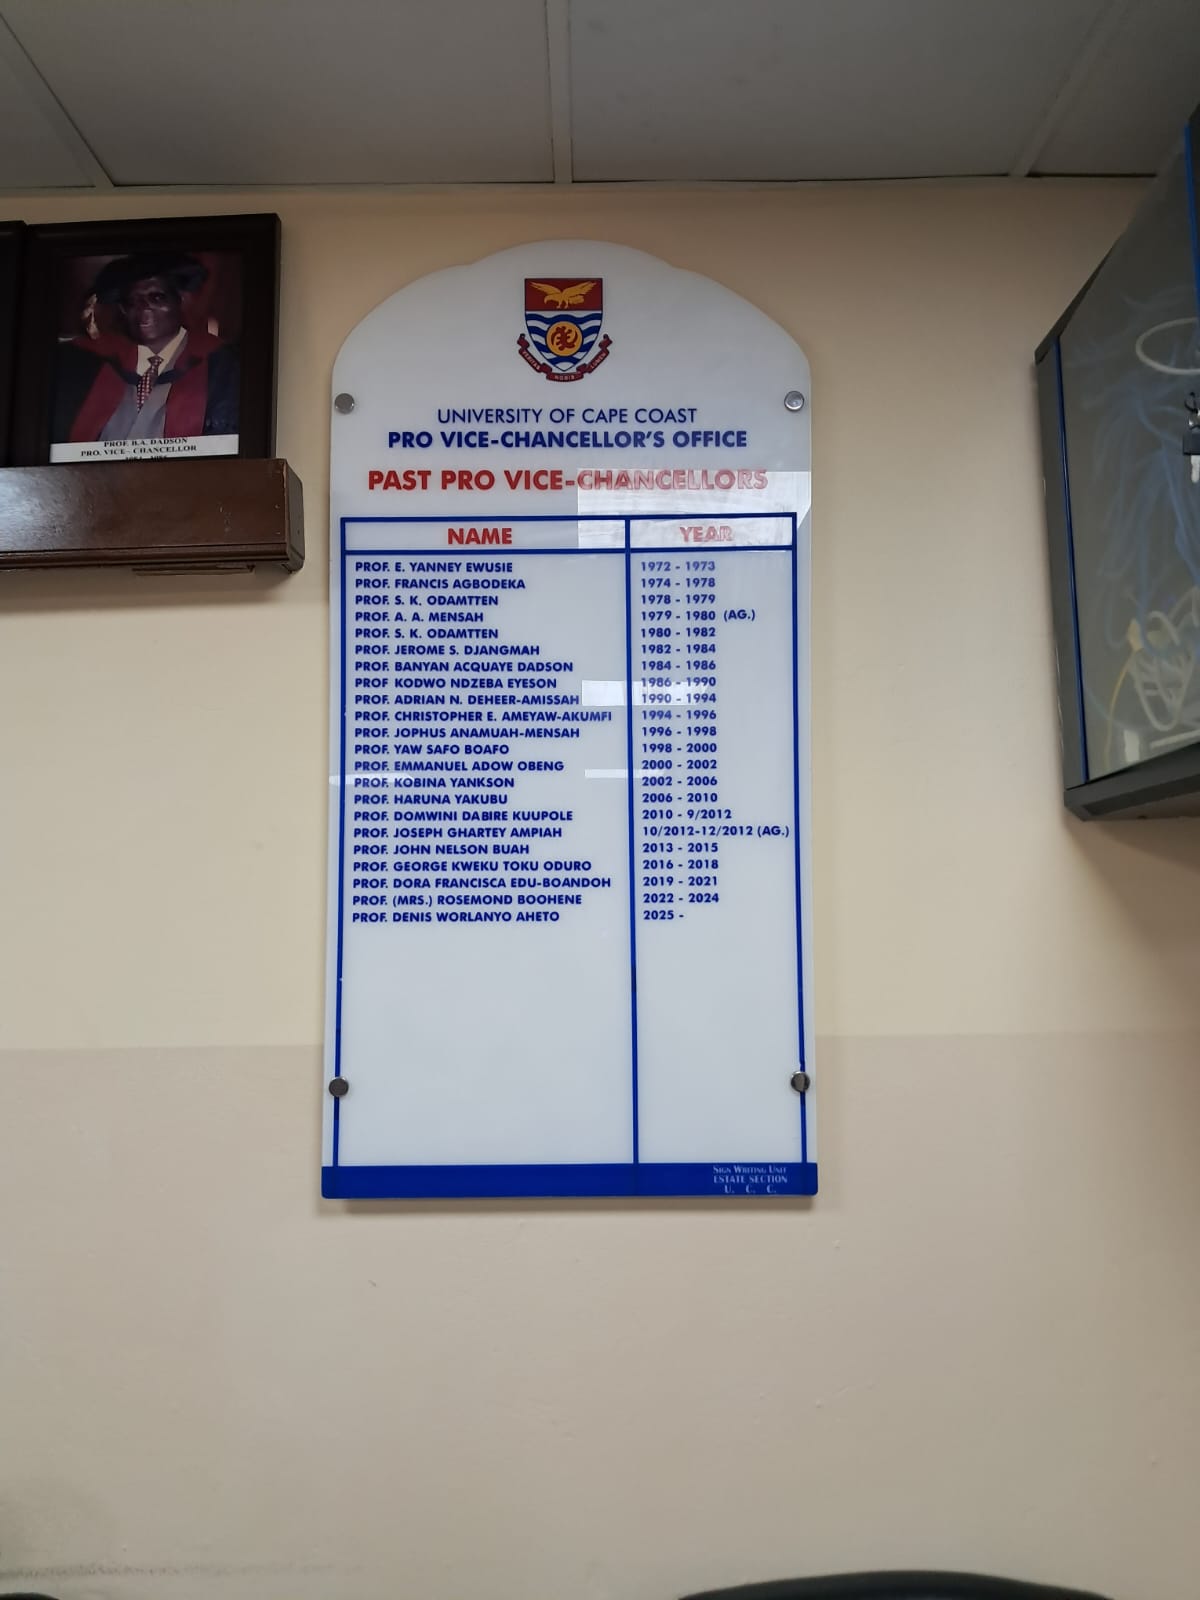 PROF. B.A. DADSON
PRO. VICE- CHANCELLOR
VERITAS NOBIS LUMEN
UNIVERSITY OF CAPE COAST
PRO VICE-CHANCELLOR'S OFFICE
PAST PRO VICE-CHANCELLORS
NAME YEAR
PROF. E. YANNEY EWUSIE 1972 - 1973
PROF. FRANCIS AGBODEKA 1974 - 1978
PROF. S. K. ODAMTTEN 1978 - 1979
PROF. A. A. MENSAH 1979 - 1980 (AG.)
PROF. S. K. ODAMTTEN 1980 - 1982
PROF. JEROME S. DJANGMAH 1982 - 1984
PROF. BANYAN ACQUAYE DADSON 1984 - 1986
PROF KODWO NDZEBA EYESON 1986 - 1990
PROF. ADRIAN N. DEHEER-AMISSAH 1990 - 1994
PROF. CHRISTOPHER E. AMEYAW-AKUMFI 1994 - 1996
PROF. JOPHUS ANAMUAH-MENSAH 1996 - 1998
PROF. YAW SAFO BOAFO 1998 - 2000
PROF. EMMANUEL ADOW OBENG 2000 - 2002
PROF. KOBINA YANKSON 2002 - 2006
PROF. HARUNA YAKUBU 2006 - 2010
PROF. DOMWINI DABIRE KUUPOLE 2010 - 9/2012
PROF. JOSEPH GHARTEY AMPIAH 10/2012-12/2012 (AG.)
PROF. JOHN NELSON BUAH 2013 - 2015
PROF. GEORGE KWEKU TOKU ODURO 2016 - 2018
PROF. DORA FRANCISCA EDU-BOANDOH 2019 - 2021
PROF. (MRS.) ROSEMOND BOOHENE 2022 - 2024
PROF. DENIS WORLANYO AHETO 2025 -
SIGN WRITING UNIT
ESTATE SECTION
U. C. C.